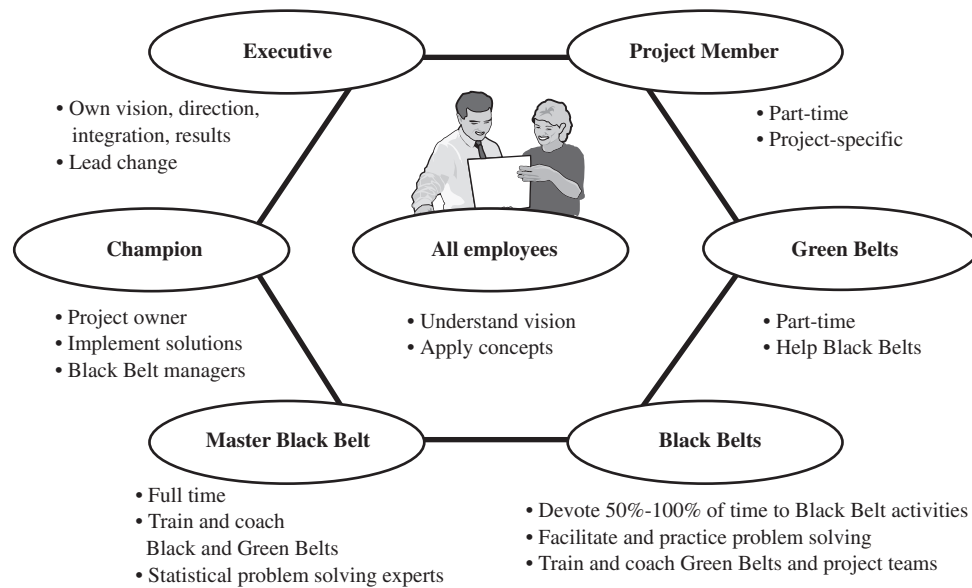 Executive
Project Member
• Own vision, direction,
integration, results
• Lead change
• Part-time
• Project-specific
Champion
All employees
Green Belts
• Project owner
• Implement solutions
• Black Belt managers
• Understand vision
• Apply concepts
• Part-time
• Help Black Belts
Master Black Belt
Black Belts
• Full time
• Train and coach
Black and Green Belts
• Statistical problem solving experts
• Devote 50%-100% of time to Black Belt activities
• Facilitate and practice problem solving
• Train and coach Green Belts and project teams